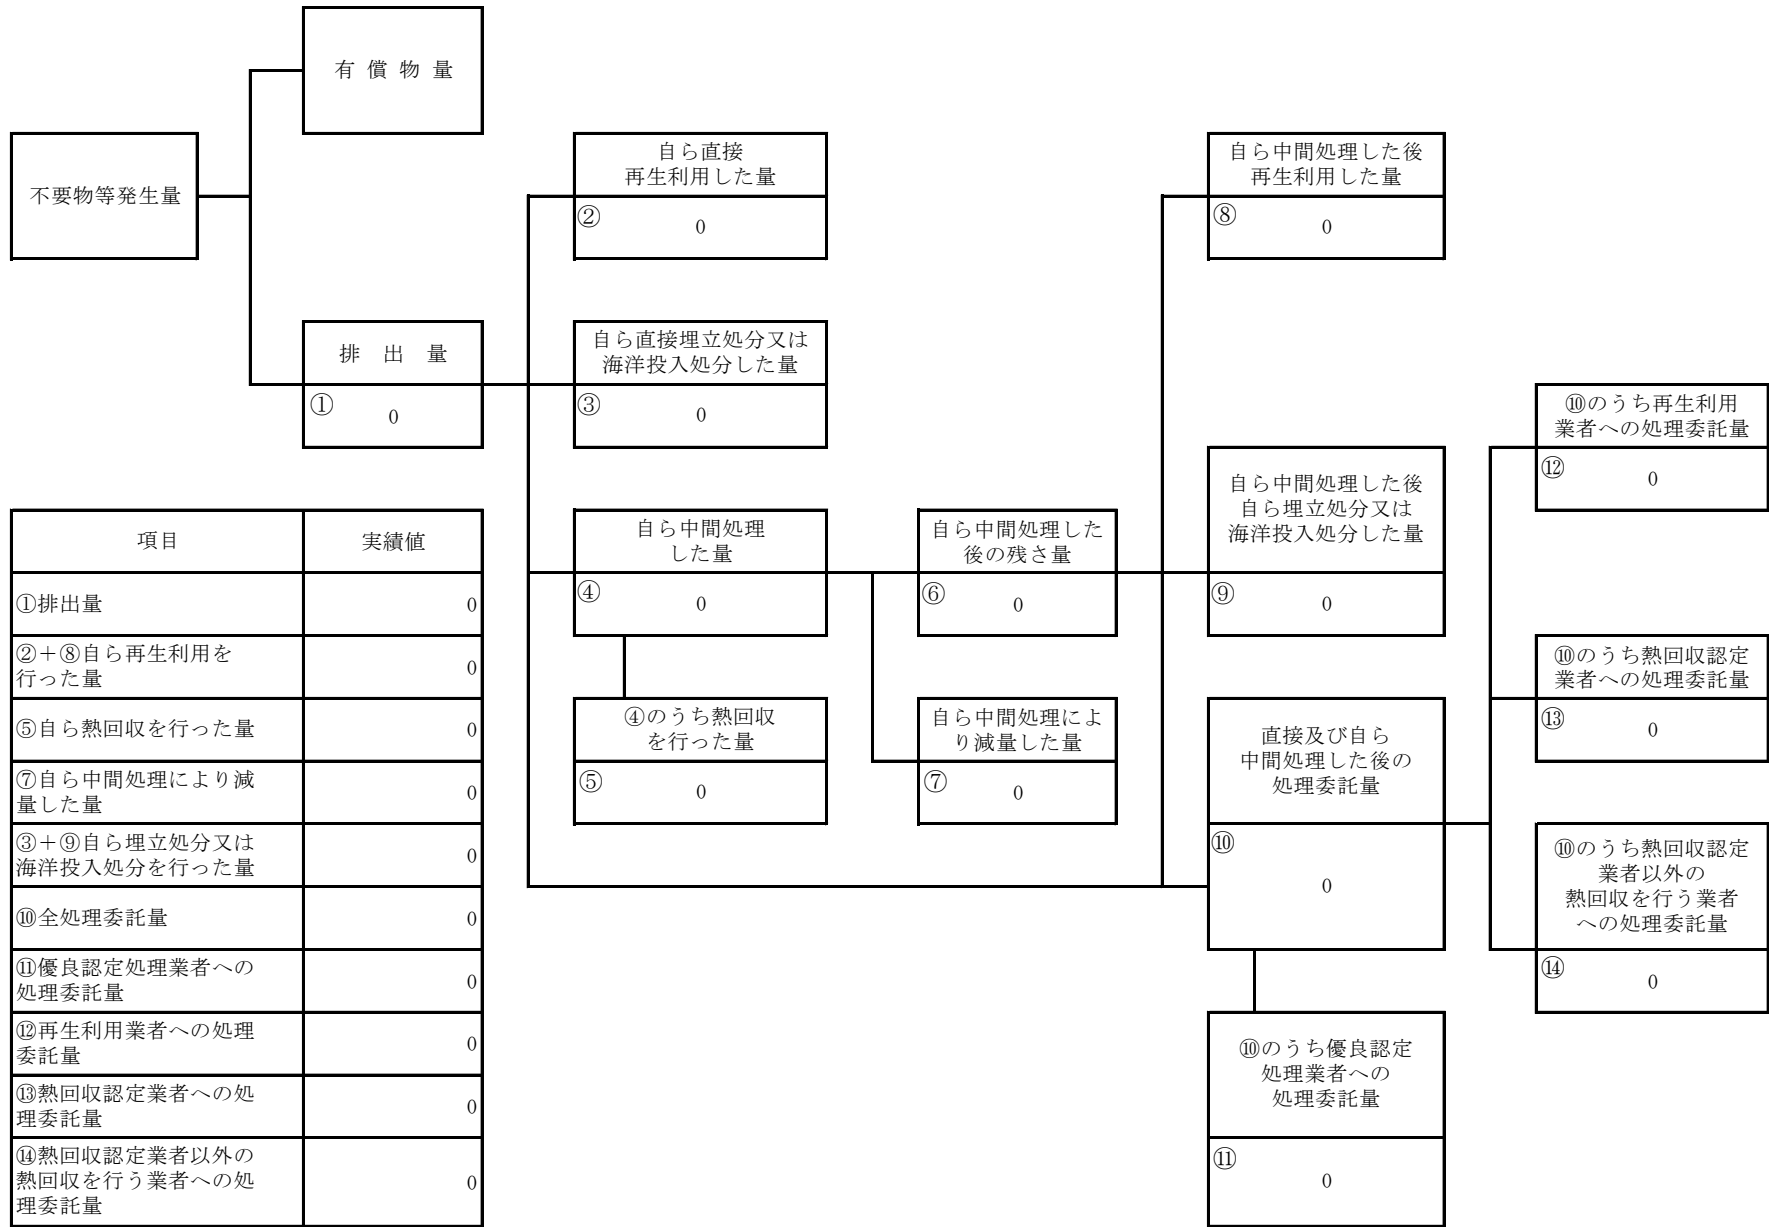 有 償 物 量
不要物等発生量
排 出 量
①
0
自ら直接
再生利用した量
②
0
自ら直接埋立処分又は
海洋投入処分した量
③
0
自ら中間処理
した量
④
0
④のうち熱回収
を行った量
⑤
0
自ら中間処理した
後の残さ量
⑥
0
自ら中間処理によ
り減量した量
⑦
0
自ら中間処理した後
再生利用した量
⑧
0
自ら中間処理した後
自ら埋立処分又は
海洋投入処分した量
⑨
0
直接及び自ら
中間処理した後の
処理委託量
⑩
0
⑩のうち優良認定
処理業者への
処理委託量
⑪
0
⑩のうち再生利用
業者への処理委託量
⑫
0
⑩のうち熱回収認定
業者への処理委託量
⑬
0
⑩のうち熱回収認定
業者以外の
熱回収を行う業者
への処理委託量
⑭
0
項目 実績値
①排出量 0
②+⑧自ら再生利用を
行った量 0
⑤自ら熱回収を行った量 0
⑦自ら中間処理により減
量した量 0
③+⑨自ら埋立処分又は
海洋投入処分を行った量 0
⑩全処理委託量 0
⑪優良認定処理業者への
処理委託量 0
⑫再生利用業者への処理
委託量 0
⑬熱回収認定業者への処
理委託量 0
⑭熱回収認定業者以外の
熱回収を行う業者への処 0
理委託量